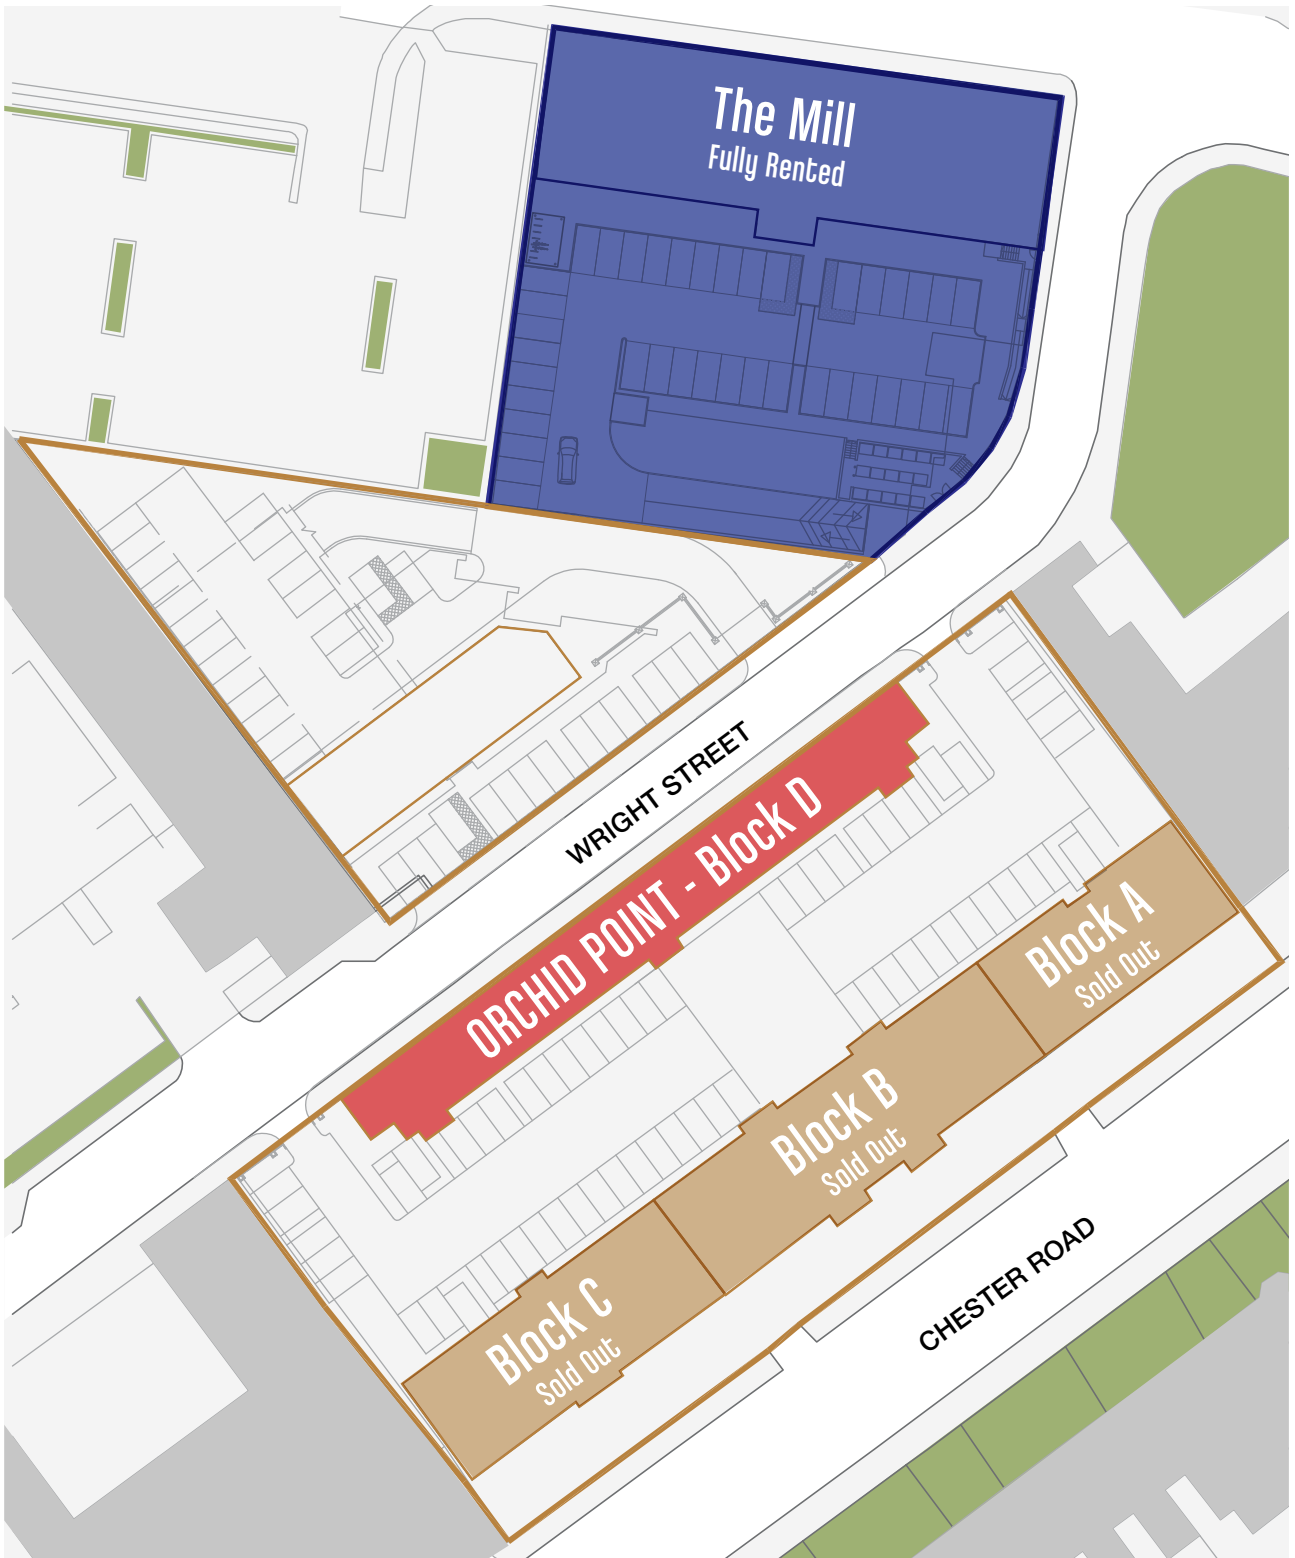 The Mill
Fully Rented
WRIGHT STREET
ORCHID POINT - Block D
Block A
Sold Out
Block B
Sold Out
Block C
Sold Out
CHESTER ROAD